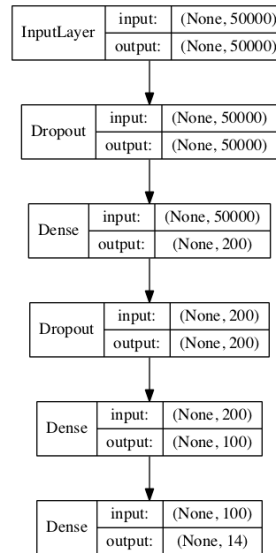 InputLayer input: (None, 50000)
output: (None, 50000)
Dropout input: (None, 50000)
output: (None, 50000)
Dense input: (None, 50000)
output: (None, 200)
Dropout input: (None, 200)
output: (None, 200)
Dense input: (None, 200)
output: (None, 100)
Dense input: (None, 100)
output: (None, 14)